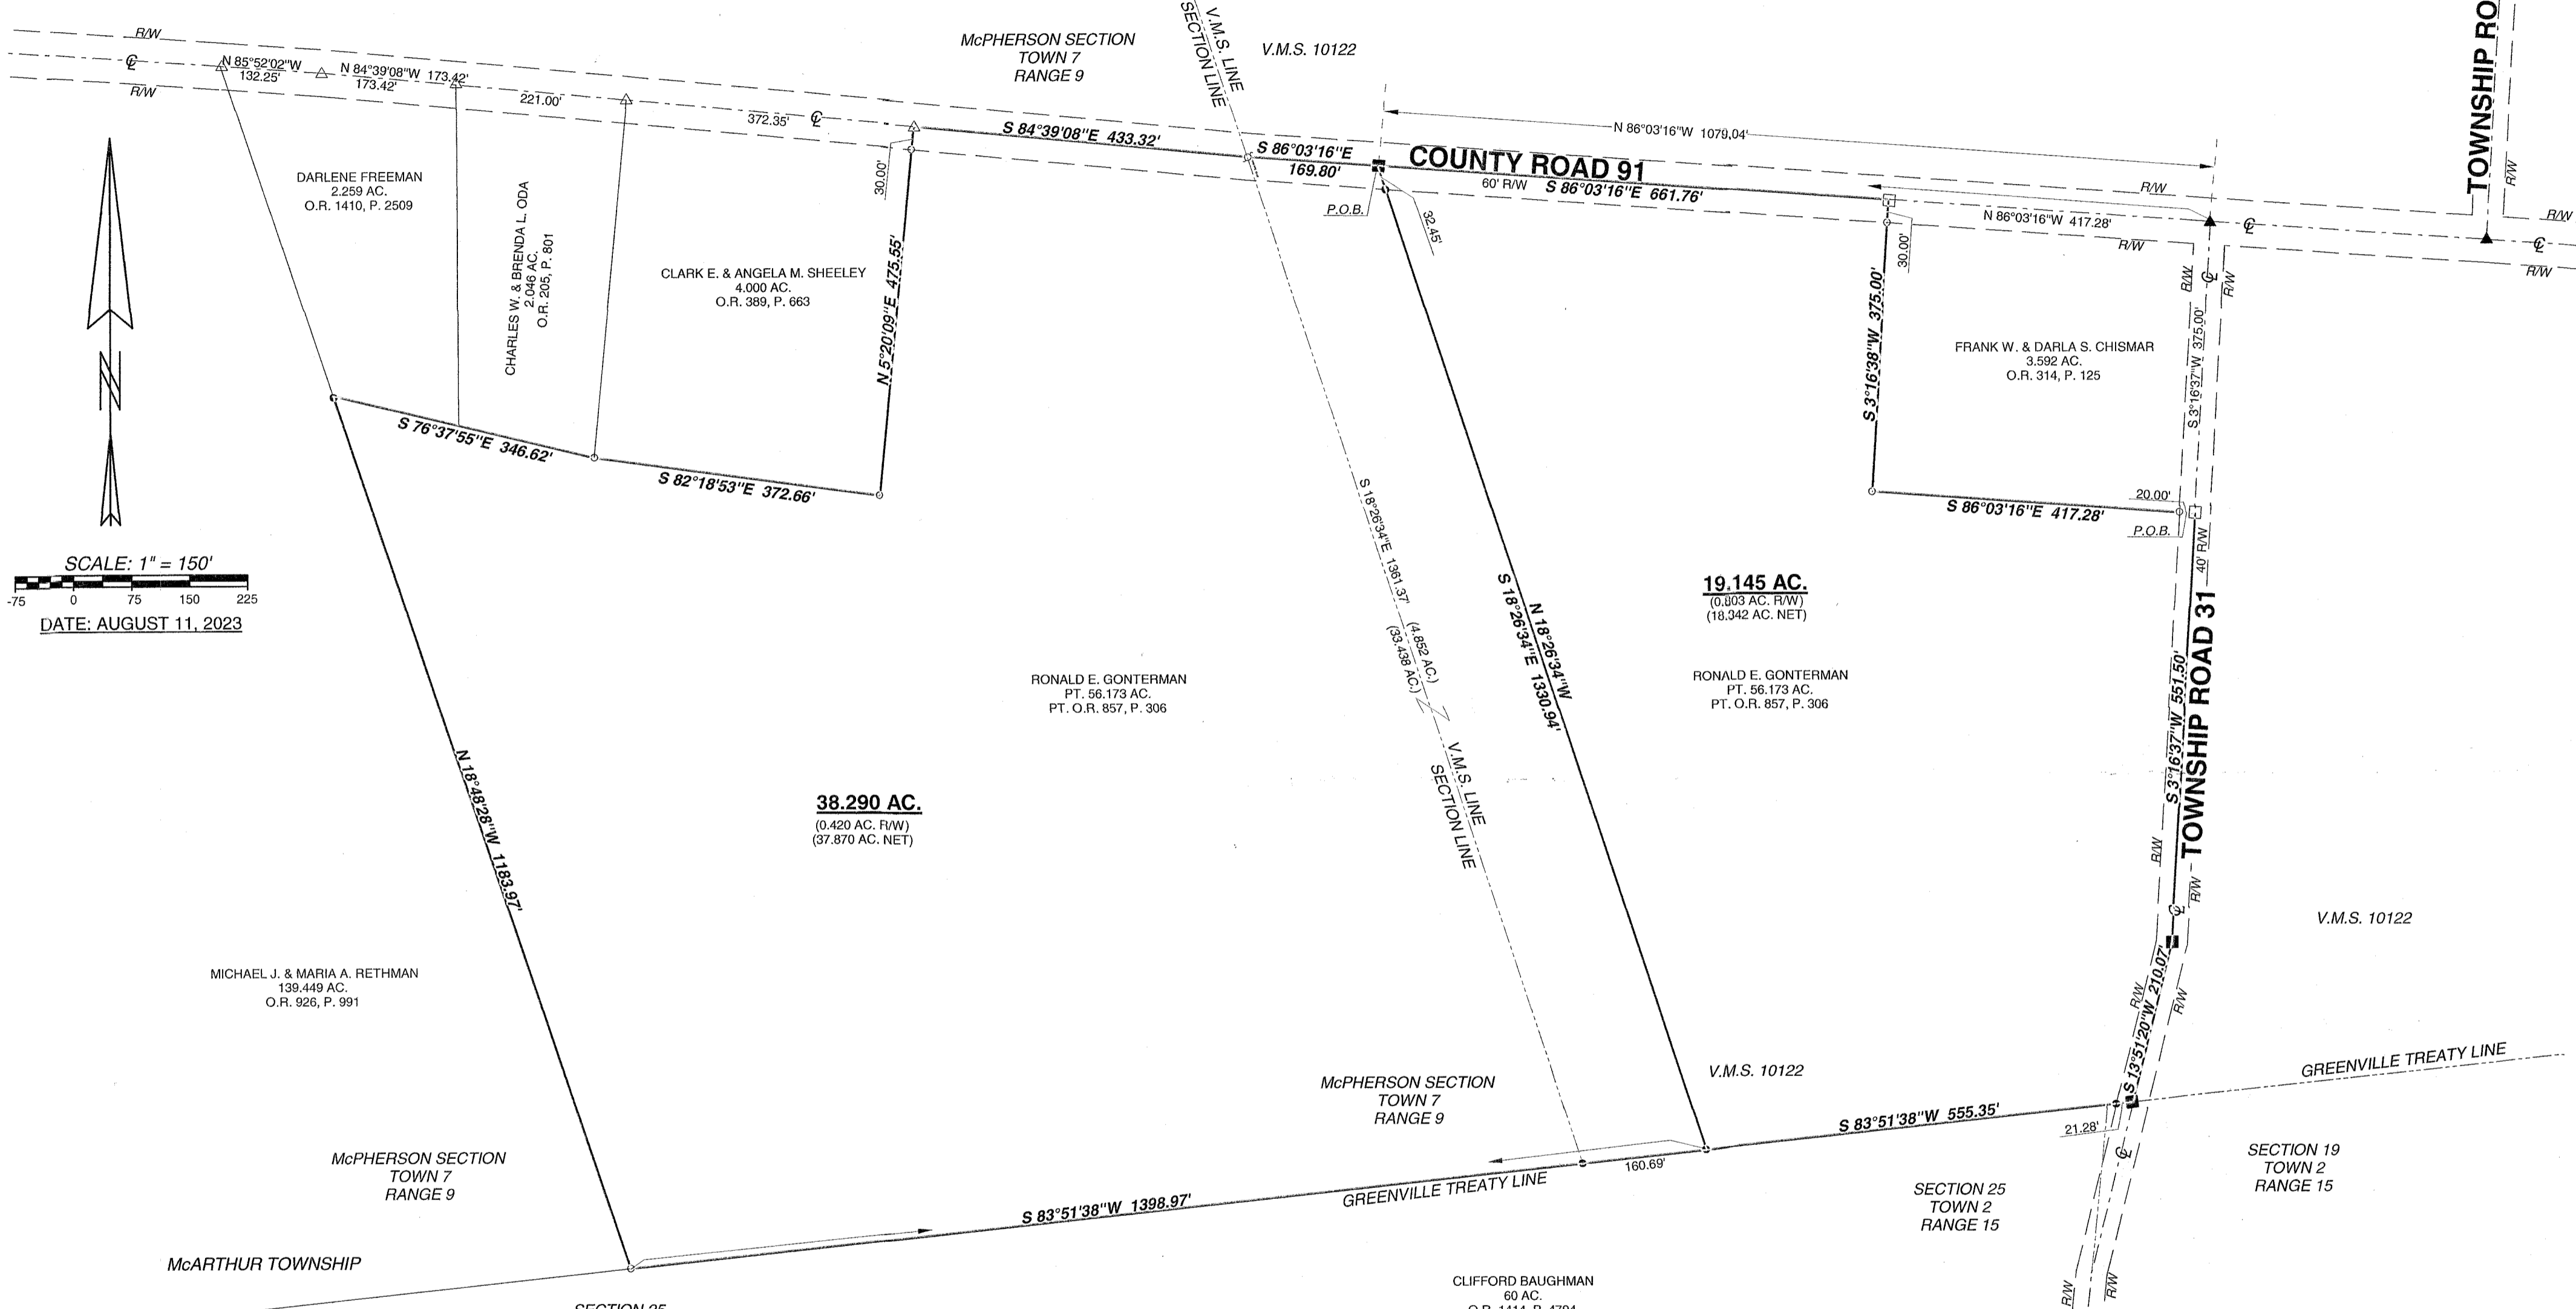 R/W
℄
R/W
N 85°52'02"W
132.25'
N 84°39'08"W 173.42'
173.42'
221.00'
372.35'
℄
McPHERSON SECTION
TOWN 7
RANGE 9
V.M.S. LINE
SECTION LINE
V.M.S. 10122
N 86°03'16"W 1079.04'
TOWNSHIP RO
R/W
R/W
R/W
S 84°39'08"E 433.32'
S 86°03'16"E
169.80'
COUNTY ROAD 91
60' R/W
S 86°03'16"E 661.76'
R/W
N 86°03'16"W 417.28'
℄
℄
R/W
P.O.B.
32.45'
30.00'
30.00'
DARLENE FREEMAN
2.259 AC.
O.R. 1410, P. 2509
CHARLES W. & BRENDA L. ODA
2.046 AC.
O.R. 205, P. 801
CLARK E. & ANGELA M. SHEELEY
4.000 AC.
O.R. 389, P. 663
N 5°20'09"E 475.55'
S 3°16'38"W 375.00'
FRANK W. & DARLA S. CHISMAR
3.592 AC.
O.R. 314, P. 125
R/W
℄
R/W
S 3°16'37"W 375.00'
N
S 76°37'55"E 346.62'
S 82°18'53"E 372.66'
20.00'
S 86°03'16"E 417.28'
P.O.B.
40' R/W
SCALE: 1" = 150'
-75 0 75 150 225
DATE: AUGUST 11, 2023
S 18°26'34"E 1361.37'
(4.852 AC.)
(33.438 AC.)
N 18°26'34"W
S 18°26'34"E 1330.94'
19.145 AC.
(0.803 AC. R/W)
(18.342 AC. NET)
RONALD E. GONTERMAN
PT. 56.173 AC.
PT. O.R. 857, P. 306
RONALD E. GONTERMAN
PT. 56.173 AC.
PT. O.R. 857, P. 306
S 3°16'37"W 551.50'
TOWNSHIP ROAD 31
38.290 AC.
(0.420 AC. R/W)
(37.870 AC. NET)
V.M.S. LINE
SECTION LINE
N 18°48'28"W 1183.97'
R/W
R/W
℄
V.M.S. 10122
MICHAEL J. & MARIA A. RETHMAN
139.449 AC.
O.R. 926, P. 991
R/W
S 13°51'20"W 210.07'
R/W
McPHERSON SECTION
TOWN 7
RANGE 9
V.M.S. 10122
GREENVILLE TREATY LINE
S 83°51'38"W 555.35'
21.28'
℄
160.69'
McPHERSON SECTION
TOWN 7
RANGE 9
GREENVILLE TREATY LINE
S 83°51'38"W 1398.97'
SECTION 25
TOWN 2
RANGE 15
SECTION 19
TOWN 2
RANGE 15
McARTHUR TOWNSHIP
CLIFFORD BAUGHMAN
60 AC.
O.R. 1414, P. 4794
SECTION 25
R/W
R/W